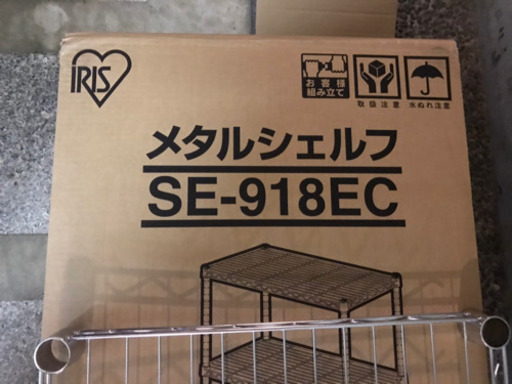 IRIS
お客様
組み立て
取扱注意
水ぬれ注意
メタルシェルフ
SE-918EC